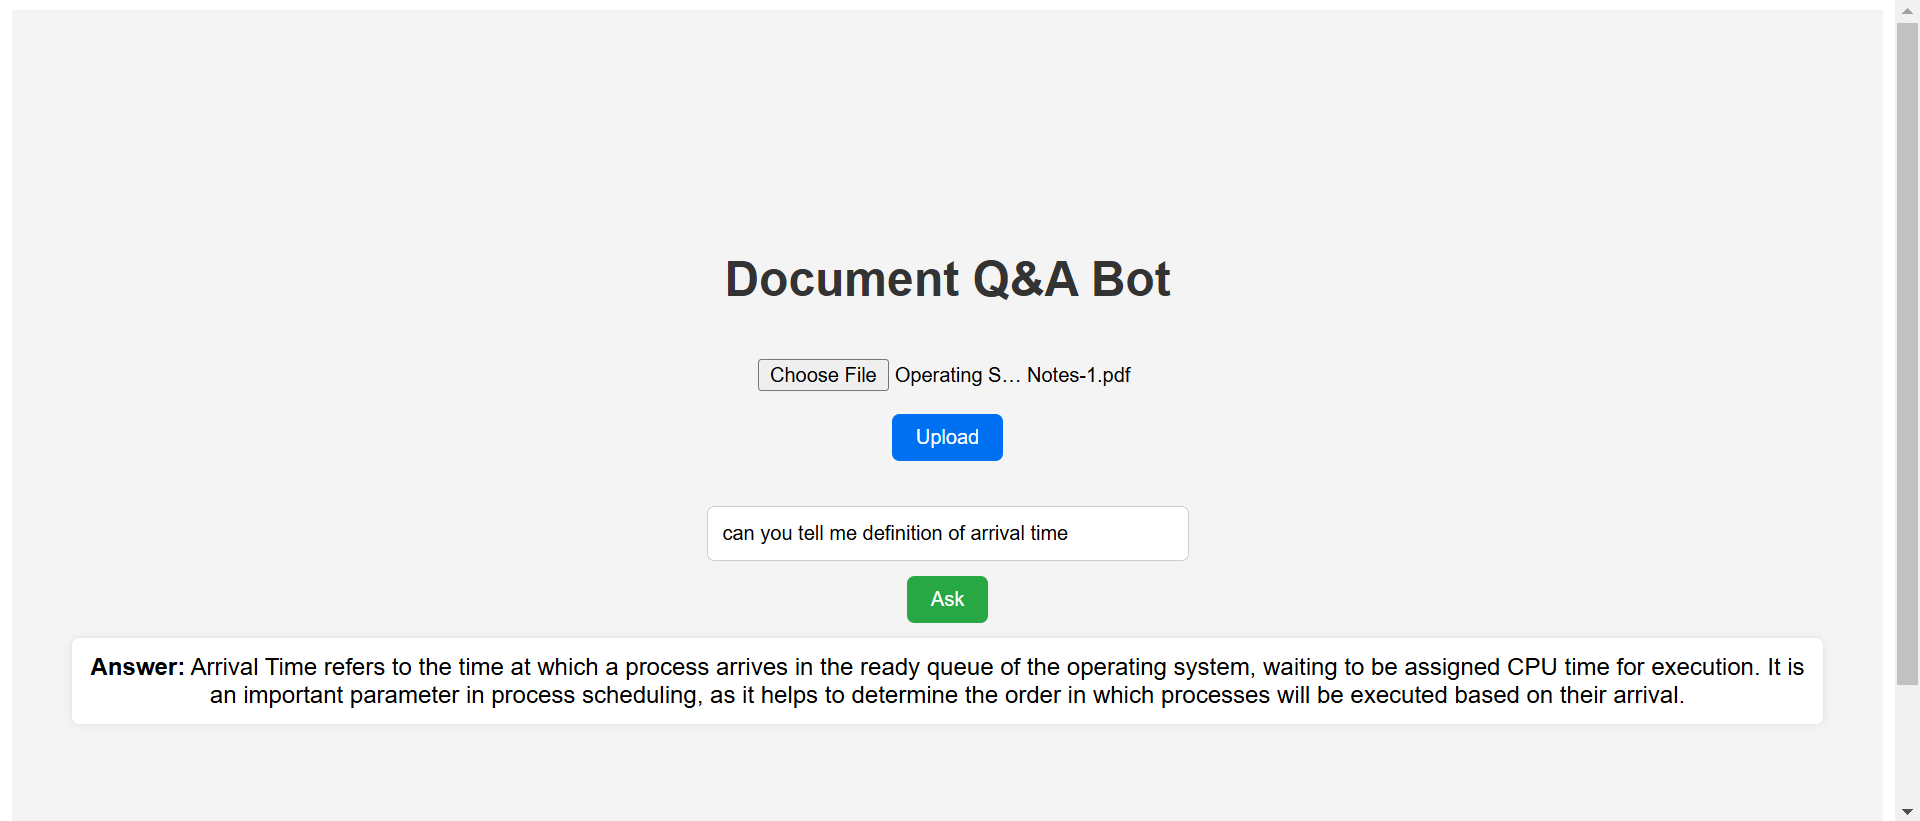 Document Q&A Bot
Choose File Operating S... Notes-1.pdf
Upload
can you tell me definition of arrival time
Ask
Answer: Arrival Time refers to the time at which a process arrives in the ready queue of the operating system, waiting to be assigned CPU time for execution. It is
an important parameter in process scheduling, as it helps to determine the order in which processes will be executed based on their arrival.